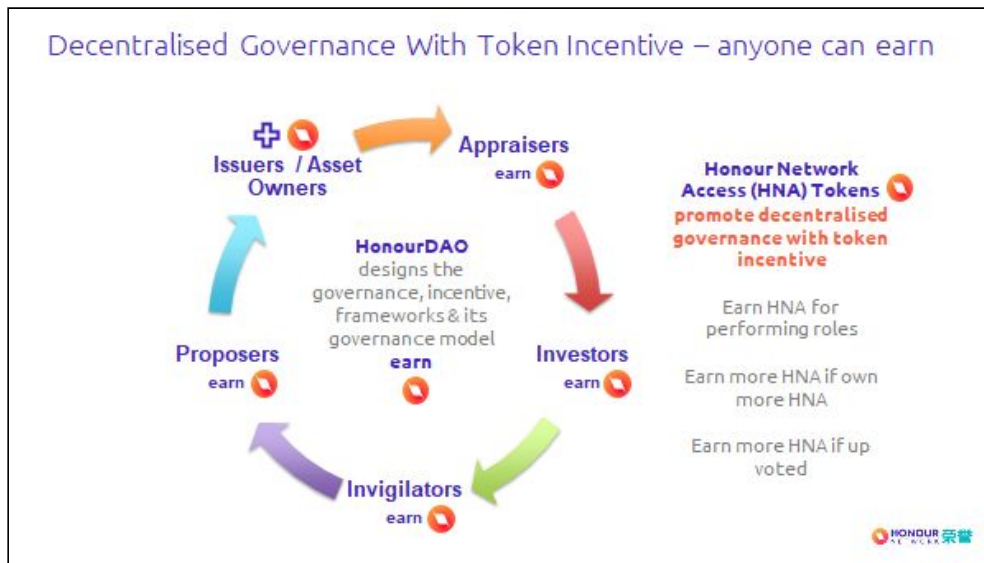 Decentralised Governance With Token Incentive – anyone can earn
Issuers / Asset
Owners
Appraisers
earn
Honour Network
Access (HNA) Tokens
promote decentralised
governance with token
incentive
HonourDAO
designs the
governance, incentive,
frameworks & its
governance model
earn
Earn HNA for
performing roles
Proposers
earn
Investors
earn
Earn more HNA if own
more HNA
Earn more HNA if up
voted
Invigilators
earn
HONOUR
NETWORK
荣誉